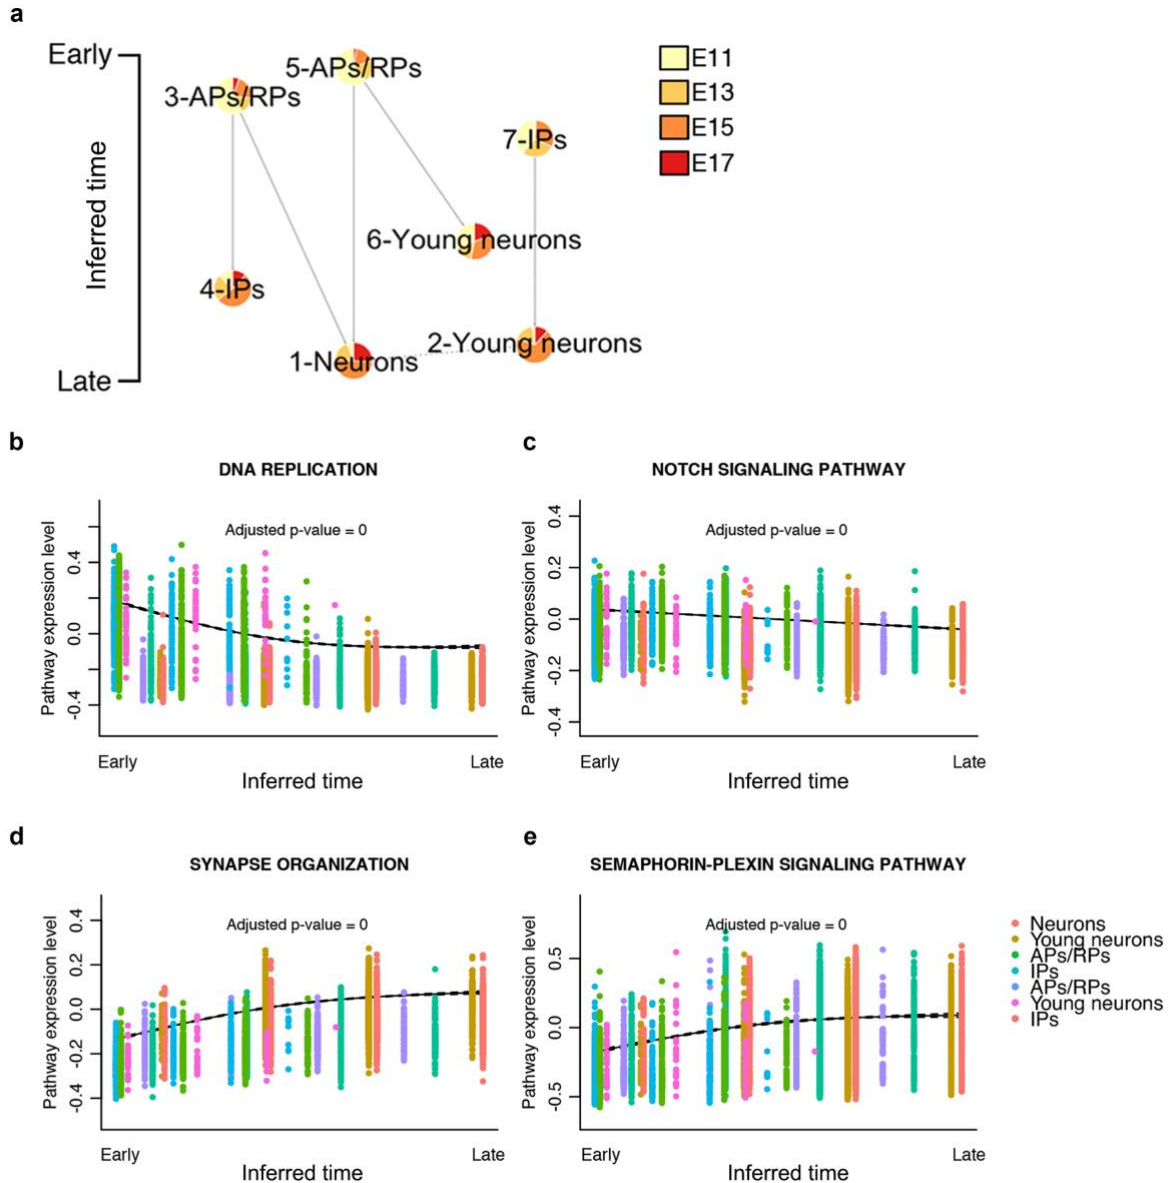 a
Early
Inferred time
Late
5-APs/RPs
3-APs/RPs
7-IPs
6-Young neurons
4-IPs
2-Young neurons
1-Neurons
E11
E13
E15
E17
b
DNA REPLICATION
Adjusted p-value = 0
Pathway expression level
0.4
0.0
-0.4
Early
Late
Inferred time
c
NOTCH SIGNALING PATHWAY
Adjusted p-value = 0
Pathway expression level
0.4
0.2
0.0
-0.2
-0.4
Early
Late
Inferred time
d
SYNAPSE ORGANIZATION
Adjusted p-value = 0
Pathway expression level
0.4
0.2
0.0
-0.2
-0.4
Early
Late
Inferred time
e
SEMAPHORIN-PLEXIN SIGNALING PATHWAY
Adjusted p-value = 0
Pathway expression level
0.5
0.0
-0.5
Early
Late
Inferred time
Neurons
Young neurons
APs/RPs
IPs
APs/RPs
Young neurons
IPs